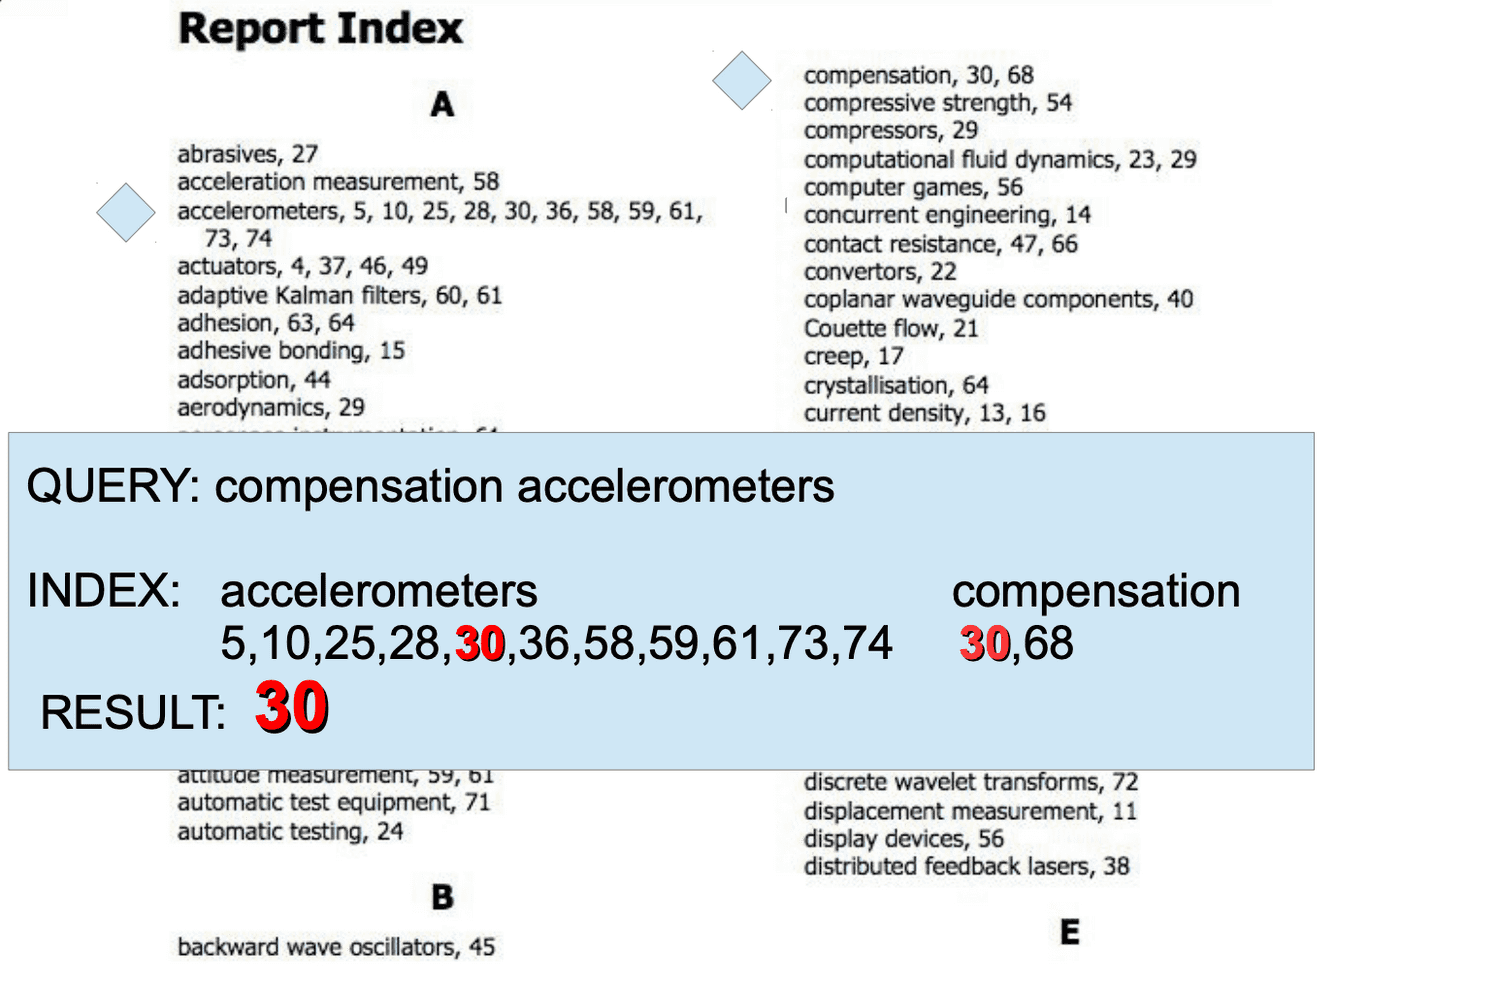 Report Index
A
abrasives, 27
acceleration measurement, 58
accelerometers, 5, 10, 25, 28, 30, 36, 58, 59, 61,
73, 74
actuators, 4, 37, 46, 49
adaptive Kalman filters, 60, 61
adhesion, 63, 64
adhesive bonding, 15
adsorption, 44
aerodynamics, 29
compensation, 30, 68
compressive strength, 54
compressors, 29
computational fluid dynamics, 23, 29
computer games, 56
concurrent engineering, 14
contact resistance, 47, 66
convertors, 22
coplanar waveguide components, 40
Couette flow, 21
creep, 17
crystallisation, 64
current density, 13, 16
QUERY: compensation accelerometers
INDEX: accelerometers compensation
5,10,25,28,30,36,58,59,61,73,74 30,68
RESULT: 30
attitude measurement, 59, 61
automatic test equipment, 71
automatic testing, 24
B
backward wave oscillators, 45
discrete wavelet transforms, 72
displacement measurement, 11
display devices, 56
distributed feedback lasers, 38
E